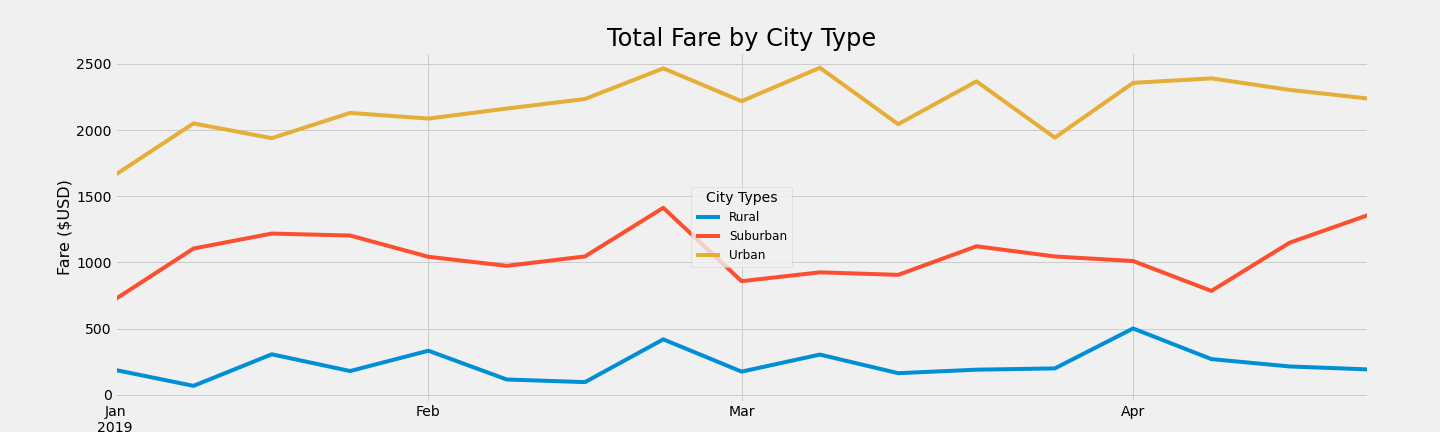 Total Fare by City Type
Fare ($USD)
2500
2000
1500
1000
500
0
City Types
Rural
Suburban
Urban
Jan
2019
Feb
Mar
Apr